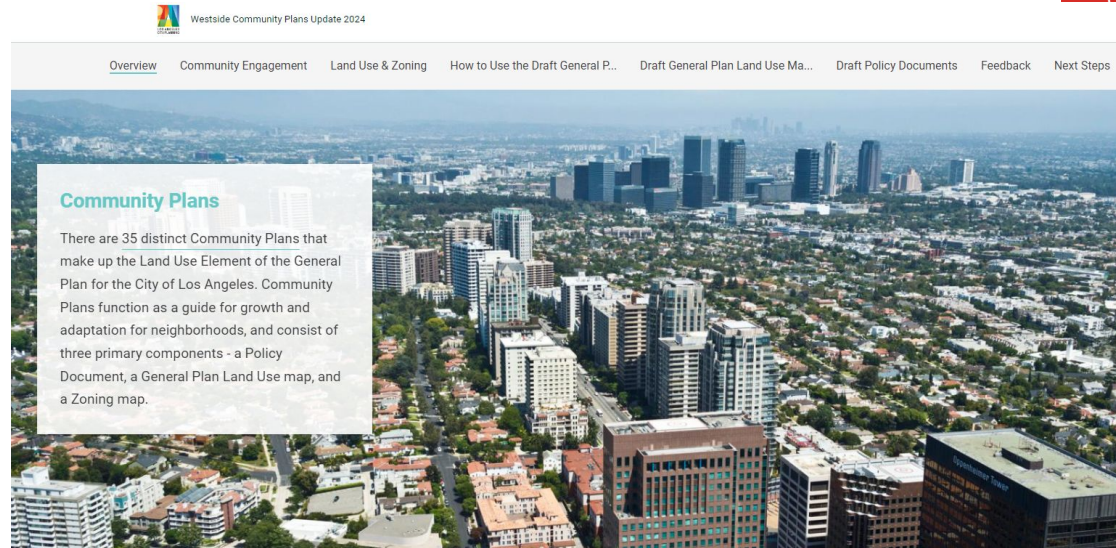 Westside Community Plans Update 2024
Overview
Community Engagement
Land Use & Zoning
How to Use the Draft General P...
Draft General Plan Land Use Ma...
Draft Policy Documents
Feedback
Next Steps
Community Plans
There are 35 distinct Community Plans that
make up the Land Use Element of the General
Plan for the City of Los Angeles. Community
Plans function as a guide for growth and
adaptation for neighborhoods, and consist of
three primary components - a Policy
Document, a General Plan Land Use map, and
a Zoning map.
Oppenheimer Tower